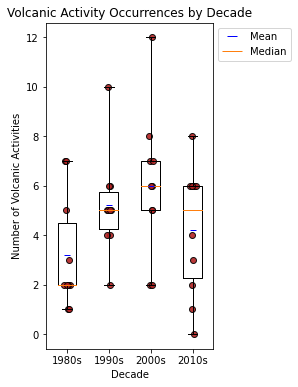 Volcanic Activity Occurrences by Decade
Mean
Median
Number of Volcanic Activities
12
10
8
6
4
2
0
1980s 1990s 2000s 2010s
Decade